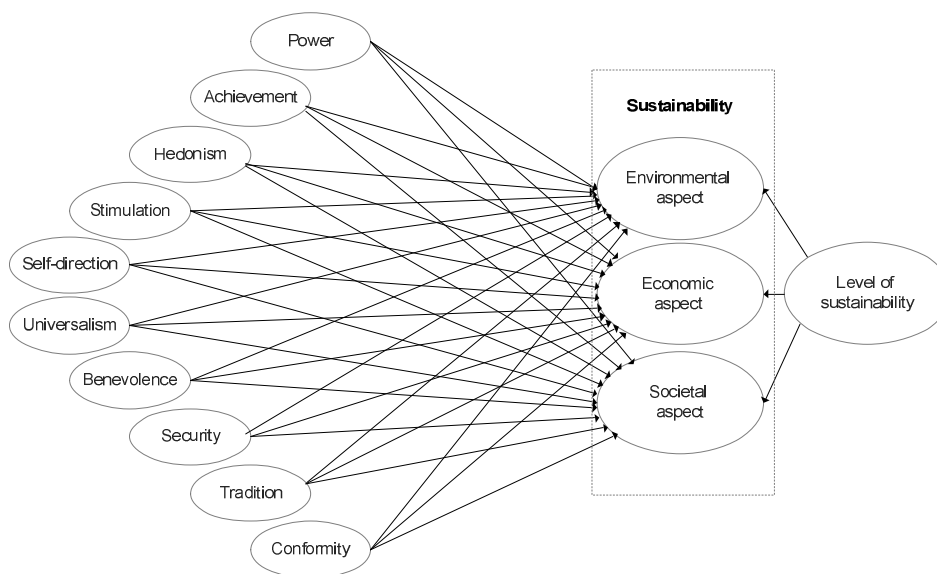 Power
Achievement
Hedonism
Stimulation
Self-direction
Universalism
Benevolence
Security
Tradition
Conformity
Sustainability
Environmental
aspect
Economic
aspect
Societal
aspect
Level of
sustainability